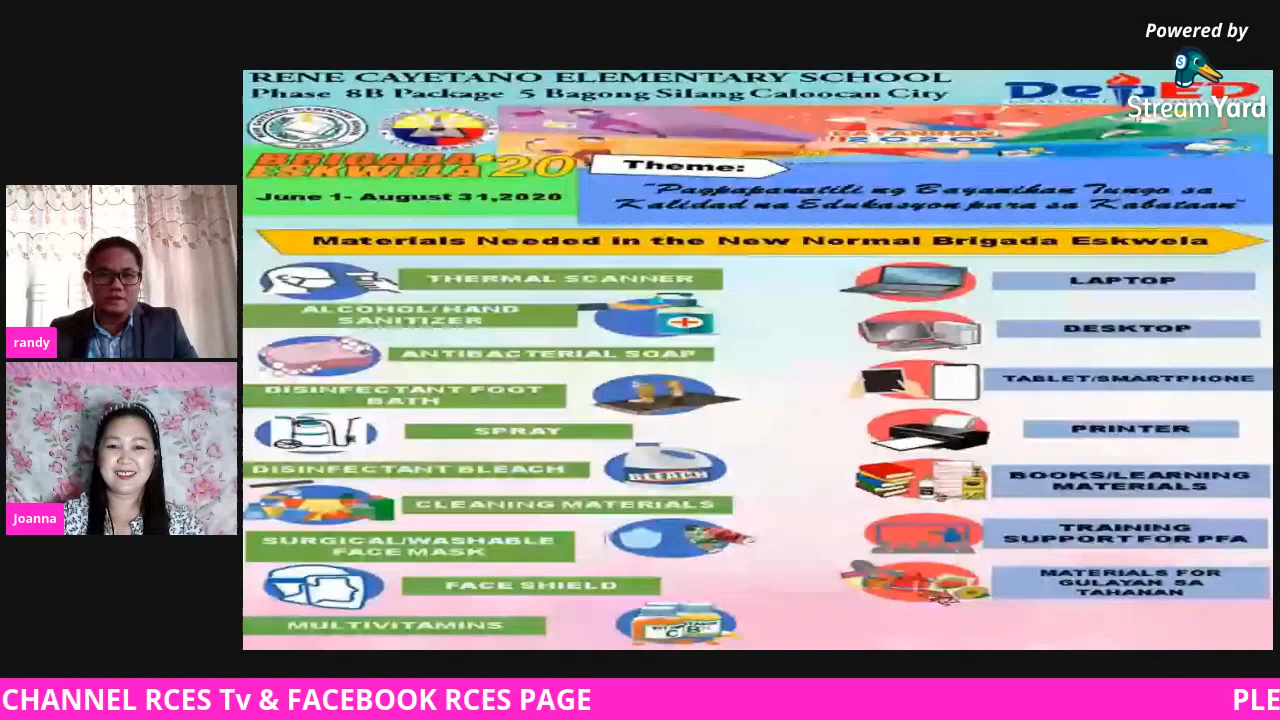 Powered by
StreamYard
RENE CAYETANO ELEMENTARY SCHOOL
Phase 8B Package 5 Bagong Silang Caloocan City
DepED
BAYANIHAN
2020
BRIGADA
ESKWELA
'20
June 1- August 31,2020
Theme:
"Pagpapanatili ng Bayanihan Tungo sa
Kalidad na Edukasyon para sa Kabataan"
Materials Needed in the New Normal Brigada Eskwela
THERMAL SCANNER
ALCOHOL/HAND
SANITIZER
ANTIBACTERIAL SOAP
DISINFECTANT FOOT
BATH
SPRAY
DISINFECTANT BLEACH
CLEANING MATERIALS
SURGICAL/WASHABLE
FACE MASK
FACE SHIELD
MULTIVITAMINS
LAPTOP
DESKTOP
TABLET/SMARTPHONE
PRINTER
BOOKS/LEARNING
MATERIALS
TRAINING
SUPPORT FOR PFA
MATERIALS FOR
GULAYAN SA
TAHANAN
randy
Joanna
CHANNEL RCES Tv & FACEBOOK RCES PAGE
PLE